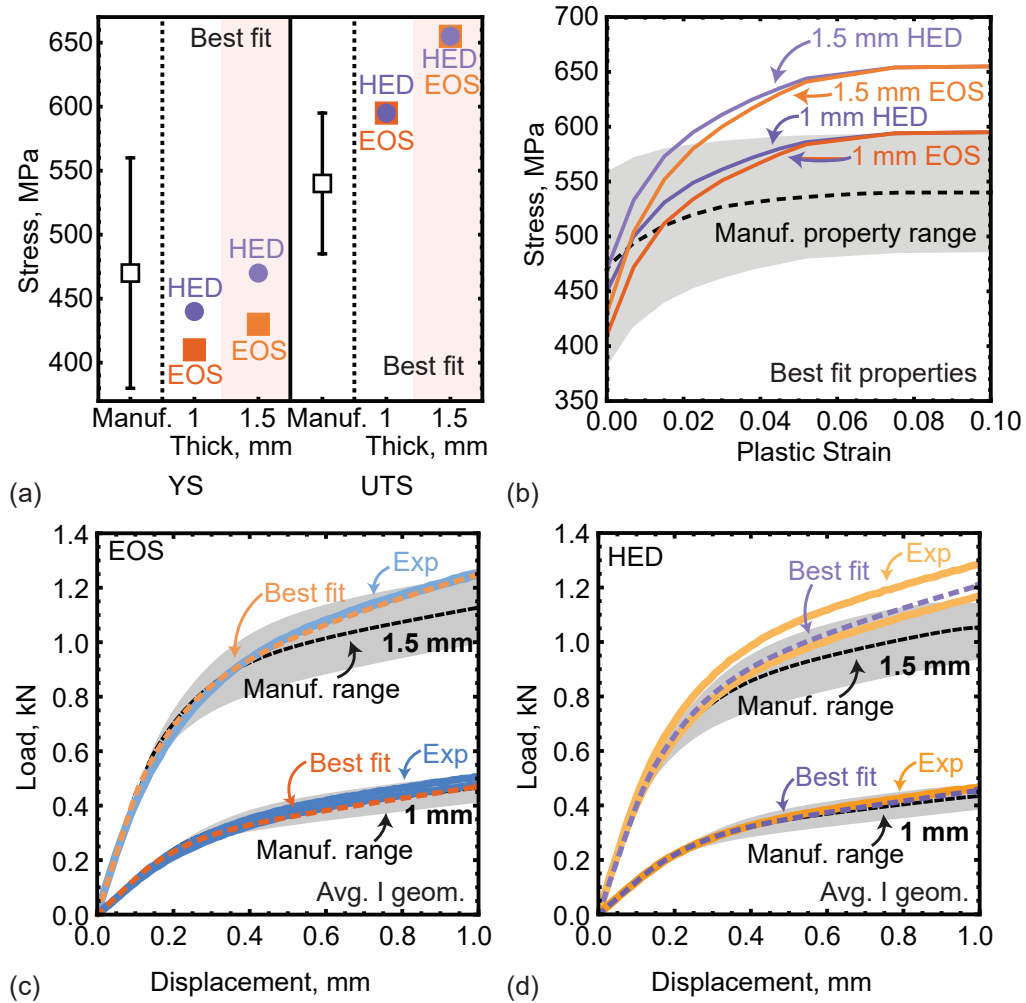 650
600
550
500
450
400
Stress, MPa
Best fit
HED
EOS
HED
EOS
HED
EOS
HED
EOS
Best fit
Manuf.
1
1.5
Manuf.
1
1.5
Thick, mm
Thick, mm
YS
UTS
(a)
700
650
600
550
500
450
400
350
Stress, MPa
1.5 mm HED
1.5 mm EOS
1 mm HED
1 mm EOS
Manuf. property range
Best fit properties
0.00
0.02
0.04
0.06
0.08
0.10
Plastic Strain
(b)
1.4
1.2
1.0
0.8
0.6
0.4
0.2
0.0
Load, kN
EOS
Exp
Best fit
1.5 mm
Manuf. range
Best fit
Exp
1 mm
Manuf. range
Avg. I geom.
0.0
0.2
0.4
0.6
0.8
1.0
Displacement, mm
(c)
1.4
1.2
1.0
0.8
0.6
0.4
0.2
0.0
Load, kN
HED
Exp
Best fit
1.5 mm
Manuf. range
Best fit
Exp
1 mm
Manuf. range
Avg. I geom.
0.0
0.2
0.4
0.6
0.8
1.0
Displacement, mm
(d)